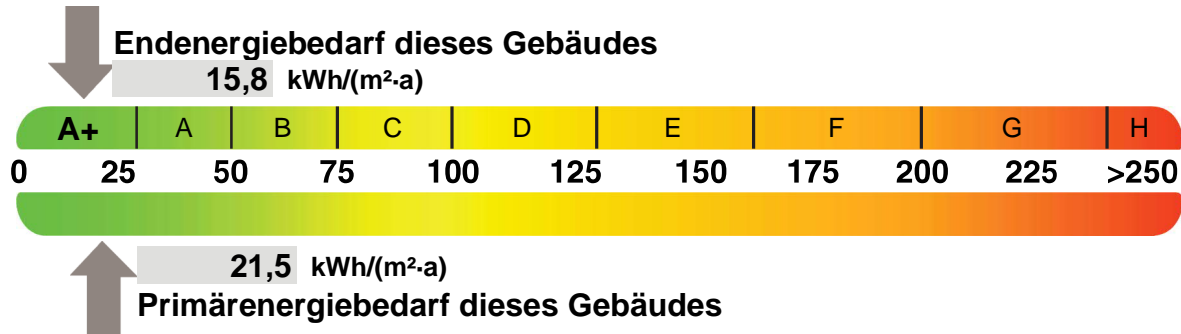 Endenergiebedarf dieses Gebäudes
15,8 kWh/(m²·a)
A+ A B C D E F G H
0 25 50 75 100 125 150 175 200 225 >250
21,5 kWh/(m²·a)
Primärenergiebedarf dieses Gebäudes